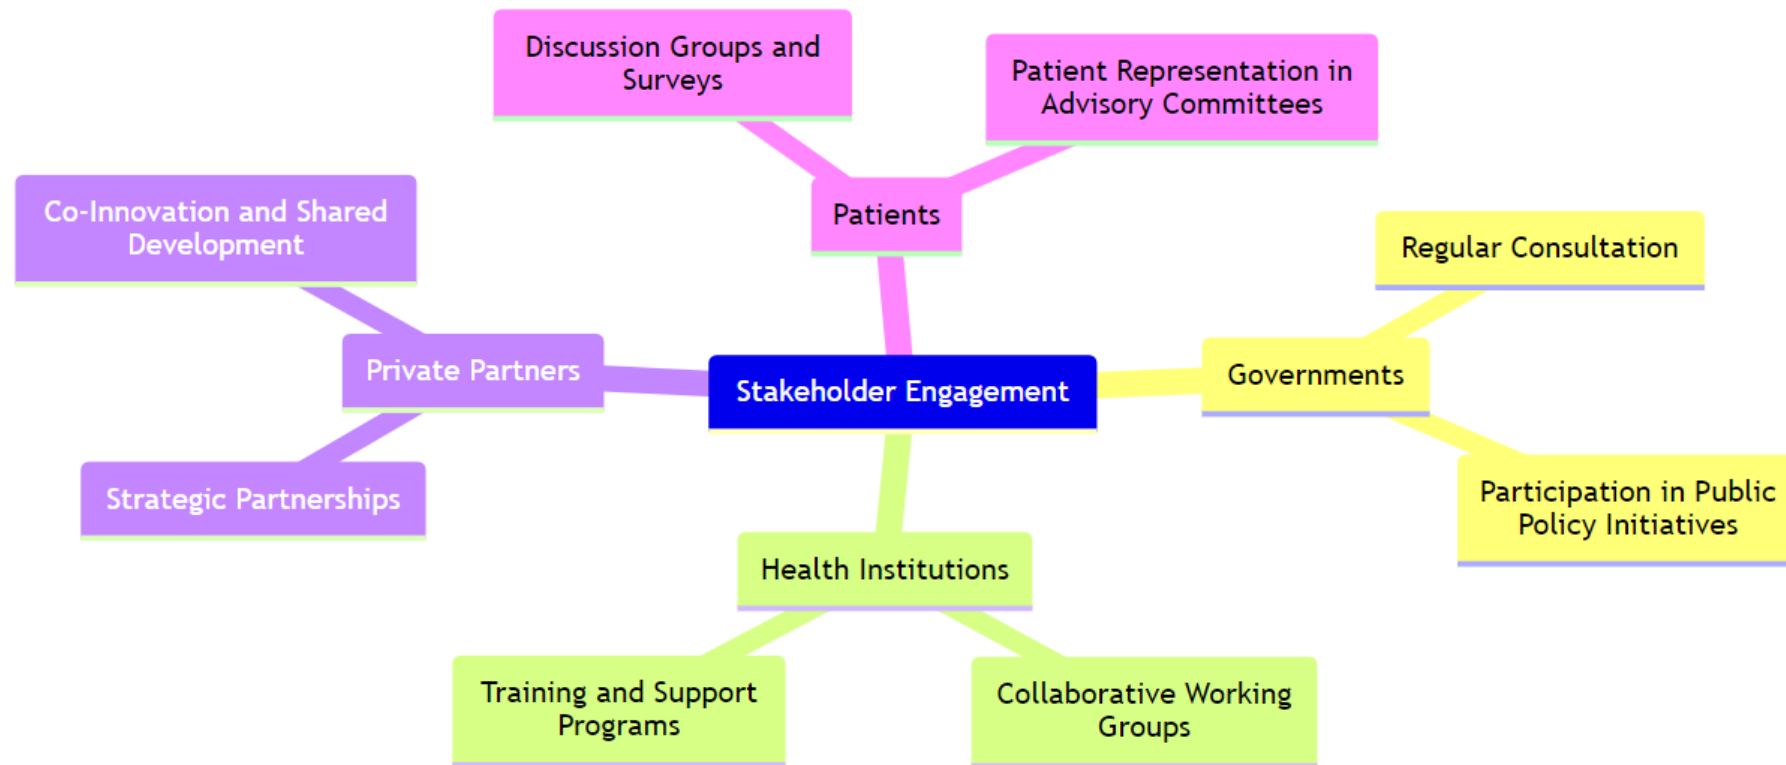 Discussion Groups and
Surveys
Patient Representation in
Advisory Committees
Co-Innovation and Shared
Development
Patients
Regular Consultation
Private Partners
Stakeholder Engagement
Governments
Strategic Partnerships
Participation in Public
Policy Initiatives
Health Institutions
Training and Support
Programs
Collaborative Working
Groups